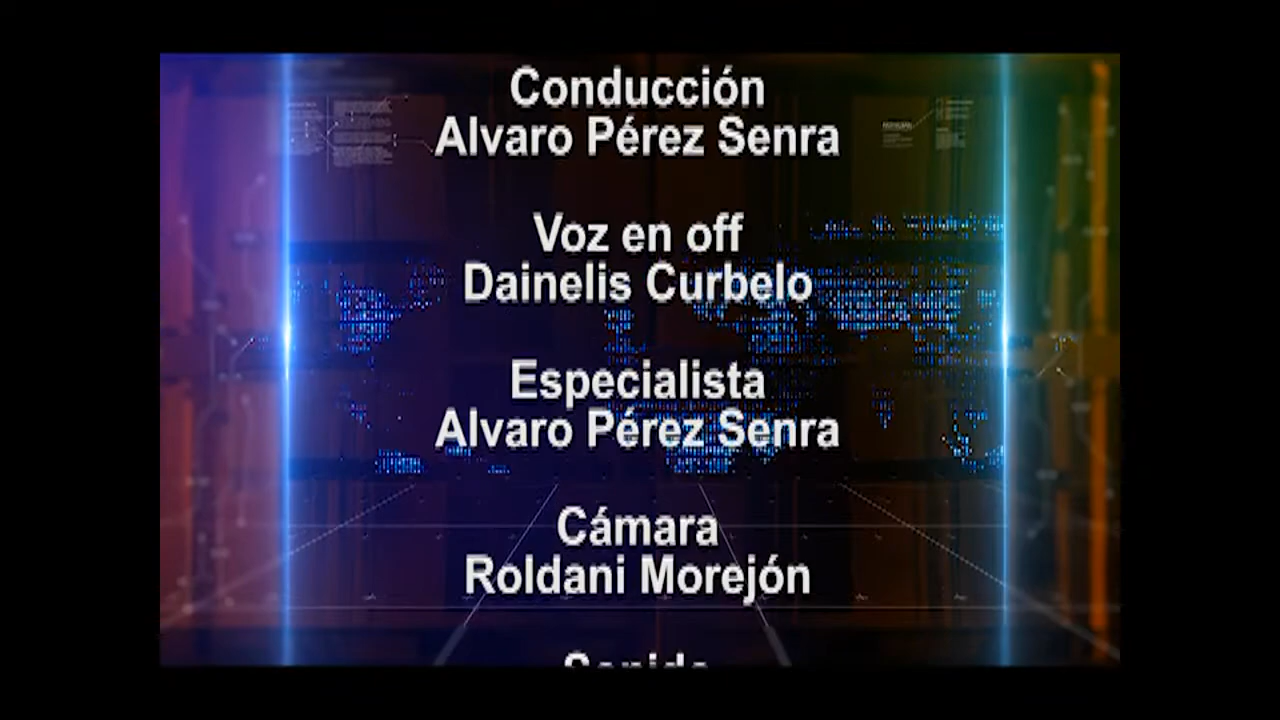 Conducción
Alvaro Pérez Senra
Voz en off
Dainelis Curbelo
Especialista
Alvaro Pérez Senra
Cámara
Roldani Morejón